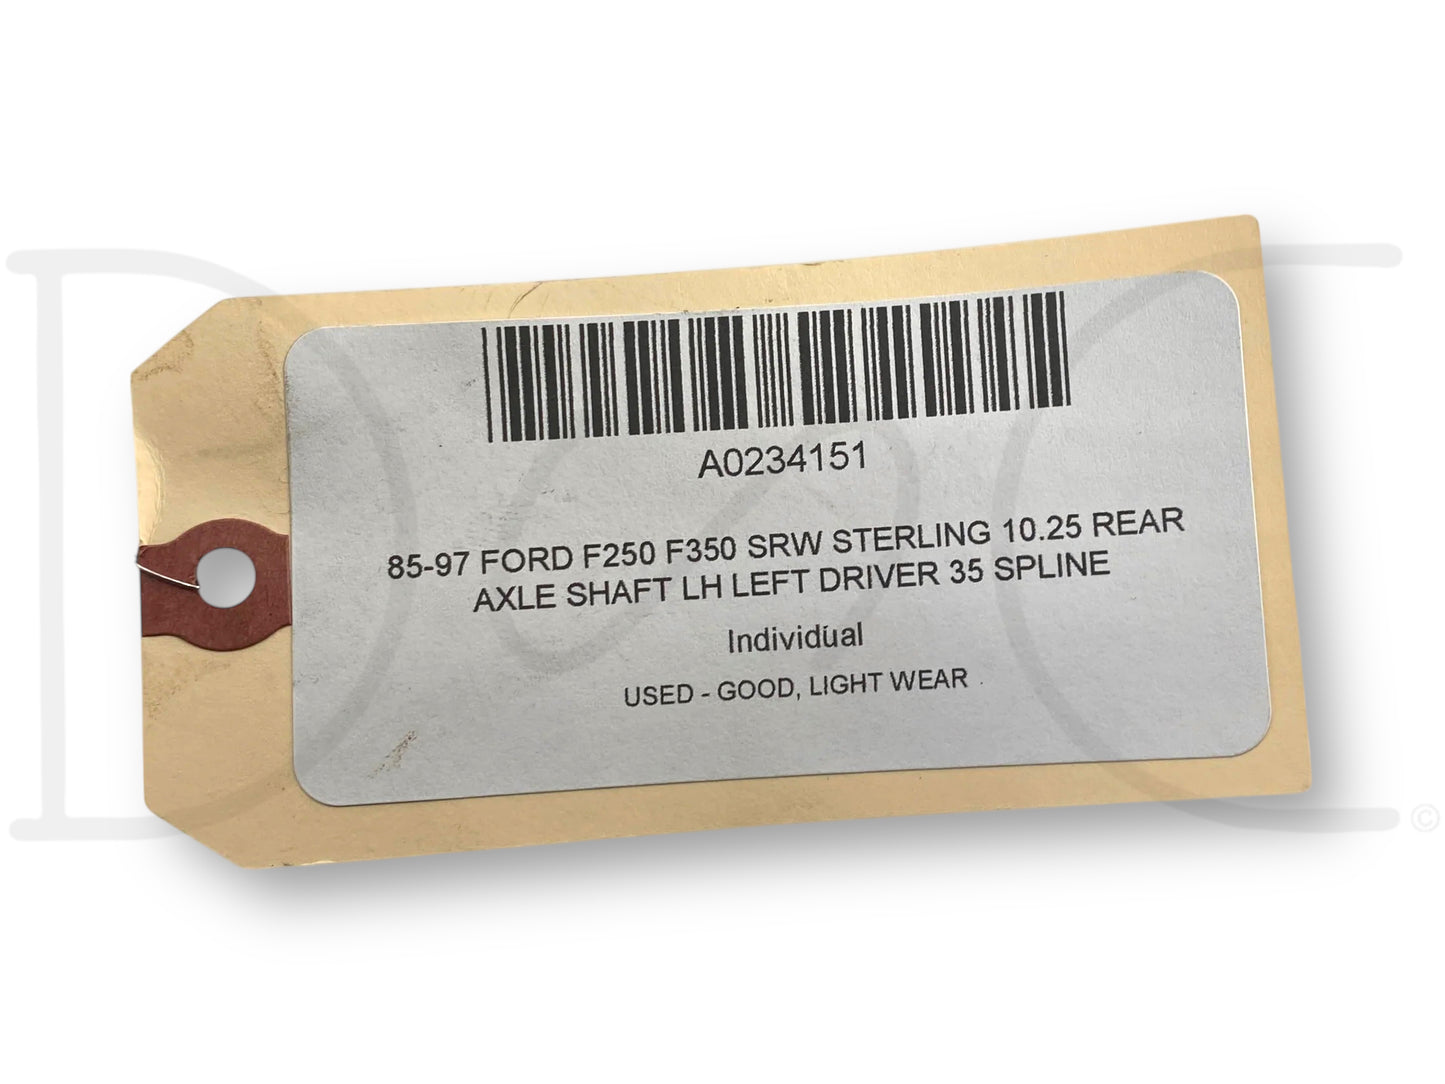 A0234151
85-97 FORD F250 F350 SRW STERLING 10.25 REAR
AXLE SHAFT LH LEFT DRIVER 35 SPLINE
Individual
USED - GOOD, LIGHT WEAR
D C ©